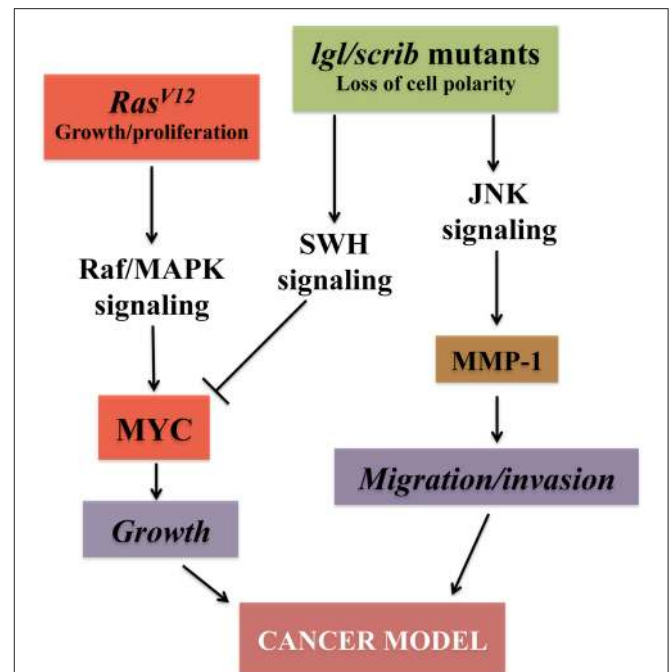 lgl/scrib mutants
Loss of cell polarity
Ras^V12
Growth/proliferation
JNK
signaling
SWH
signaling
Raf/MAPK
signaling
MMP-1
MYC
Migration/invasion
Growth
CANCER MODEL